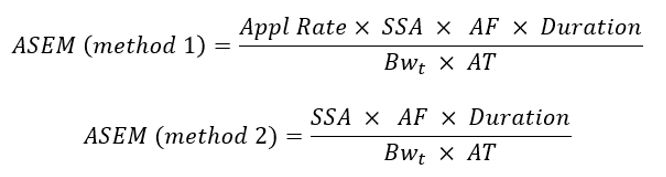 ASEM (method 1) = Appl Rate × SSA × AF × Duration / Bw_t × AT
ASEM (method 2) = SSA × AF × Duration / Bw_t × AT